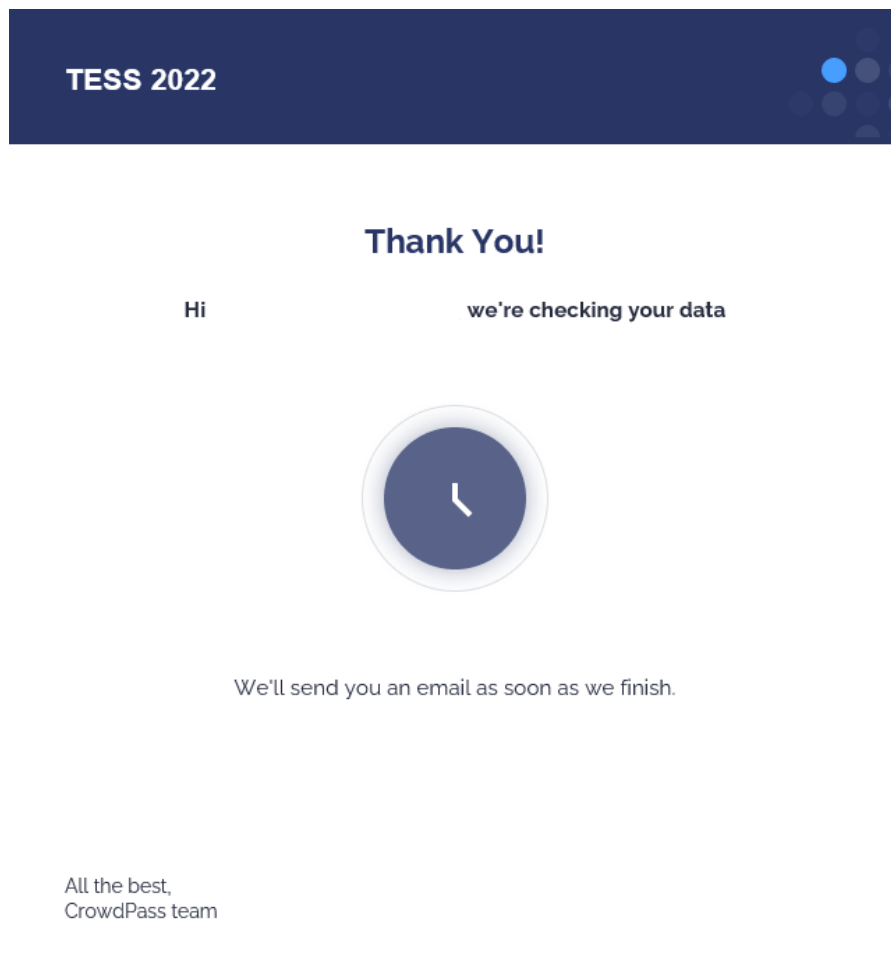 TESS 2022
Thank You!
Hi we're checking your data
We'll send you an email as soon as we finish.
All the best,
CrowdPass team